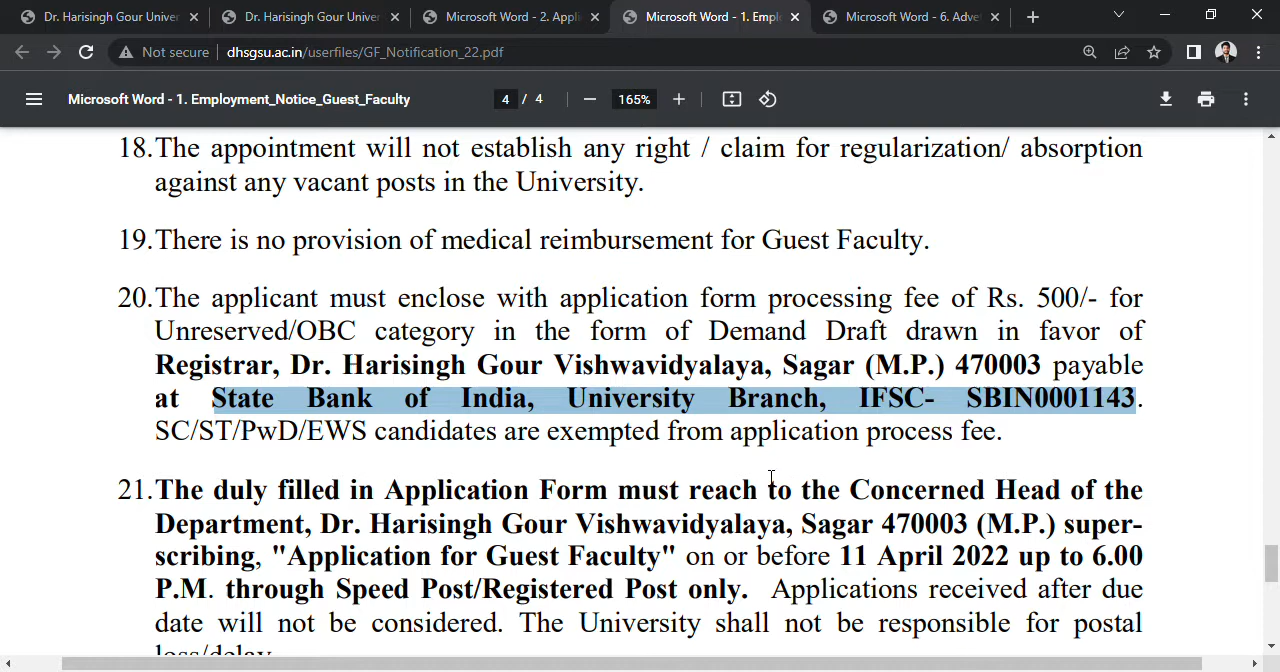 Dr. Harisingh Gour Univer
Dr. Harisingh Gour Univer
Microsoft Word - 2. Appli
Microsoft Word - 1. Empl
Microsoft Word - 6. Adve
Not secure
dhsgsu.ac.in/userfiles/GF_Notification_22.pdf
Microsoft Word - 1. Employment_Notice_Guest_Faculty
4 / 4
165%
18.The appointment will not establish any right / claim for regularization/ absorption
against any vacant posts in the University.
19.There is no provision of medical reimbursement for Guest Faculty.
20.The applicant must enclose with application form processing fee of Rs. 500/- for
Unreserved/OBC category in the form of Demand Draft drawn in favor of
Registrar, Dr. Harisingh Gour Vishwavidyalaya, Sagar (M.P.) 470003 payable
at State Bank of India, University Branch, IFSC- SBIN0001143.
SC/ST/PwD/EWS candidates are exempted from application process fee.
21.The duly filled in Application Form must reach to the Concerned Head of the
Department, Dr. Harisingh Gour Vishwavidyalaya, Sagar 470003 (M.P.) super-
scribing, "Application for Guest Faculty" on or before 11 April 2022 up to 6.00
P.M. through Speed Post/Registered Post only. Applications received after due
date will not be considered. The University shall not be responsible for postal
loss/delay